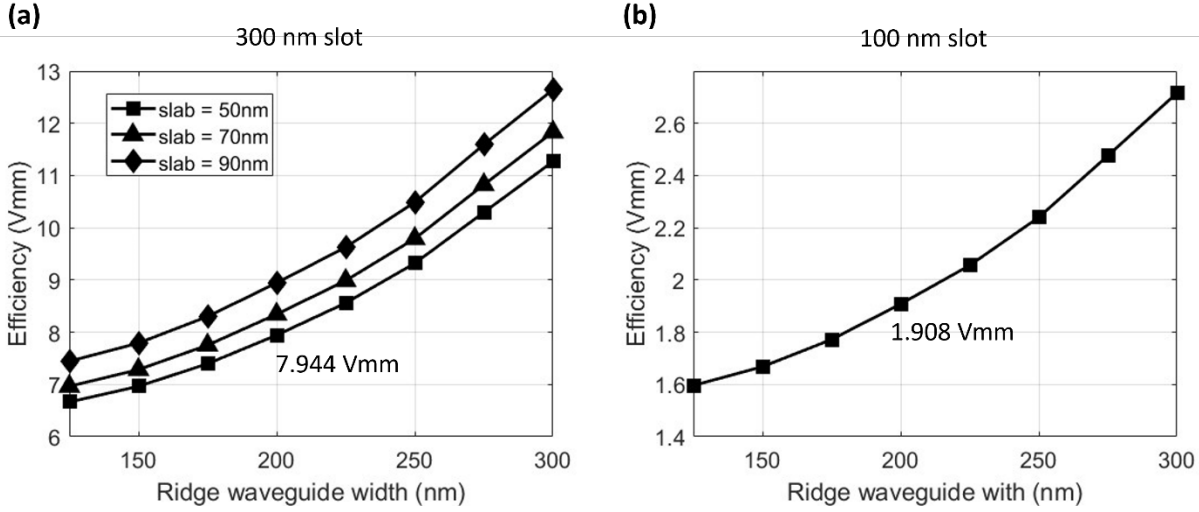 (a)
300 nm slot
13
12
11
10
9
8
7
6
Efficiency (Vmm)
slab = 50nm
slab = 70nm
slab = 90nm
7.944 Vmm
150
200
250
300
Ridge waveguide width (nm)
(b)
100 nm slot
2.6
2.4
2.2
2
1.8
1.6
1.4
Efficiency (Vmm)
1.908 Vmm
150
200
250
300
Ridge waveguide with (nm)